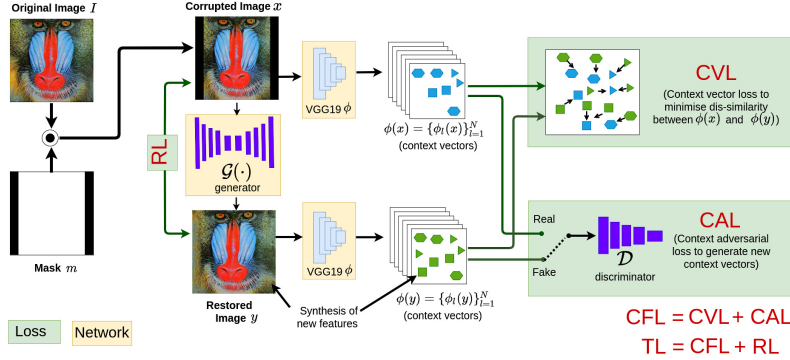 Original Image I
Corrupted Image x
VGG19 ϕ
ϕ(x) = {ϕ_l(x)}_{l=1}^N
(context vectors)
CVL
(Context vector loss to
minimise dis-similarity
between ϕ(x) and ϕ(y))
RL
G(·)
generator
Mask m
Restored
Image y
VGG19 ϕ
Synthesis of
new features
ϕ(y) = {ϕ_l(y)}_{l=1}^N
(context vectors)
Real
Fake
D
discriminator
CAL
(Context adversarial
loss to generate new
context vectors)
Loss
Network
CFL = CVL + CAL
TL = CFL + RL